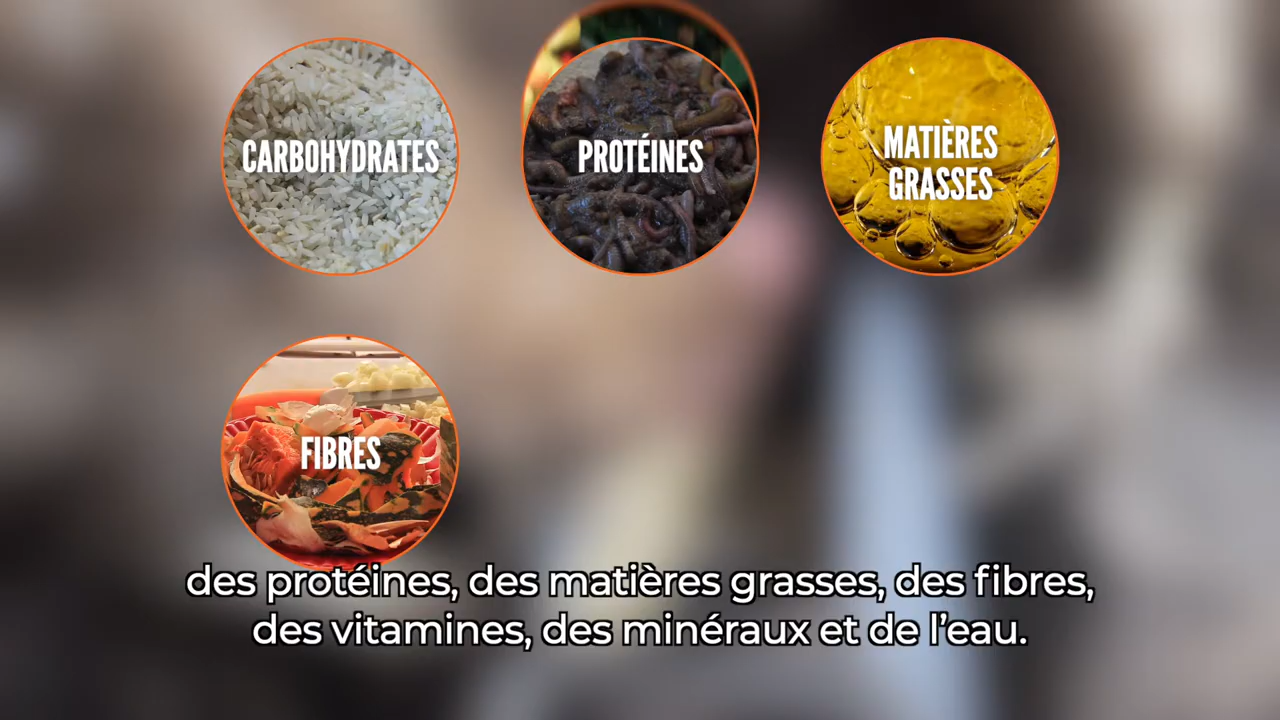 CARBOHYDRATES
PROTÉINES
MATIÈRES
GRASSES
FIBRES
des protéines, des matières grasses, des fibres,
des vitamines, des minéraux et de l’eau.